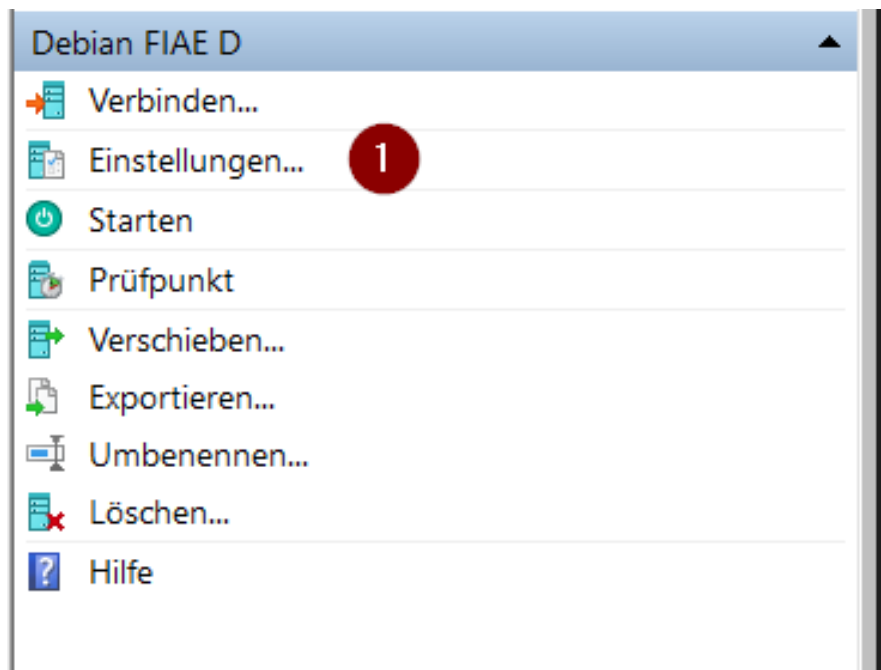 Debian FIAE D
Verbinden...
Einstellungen... 1
Starten
Prüfpunkt
Verschieben...
Exportieren...
Umbenennen...
Löschen...
? Hilfe